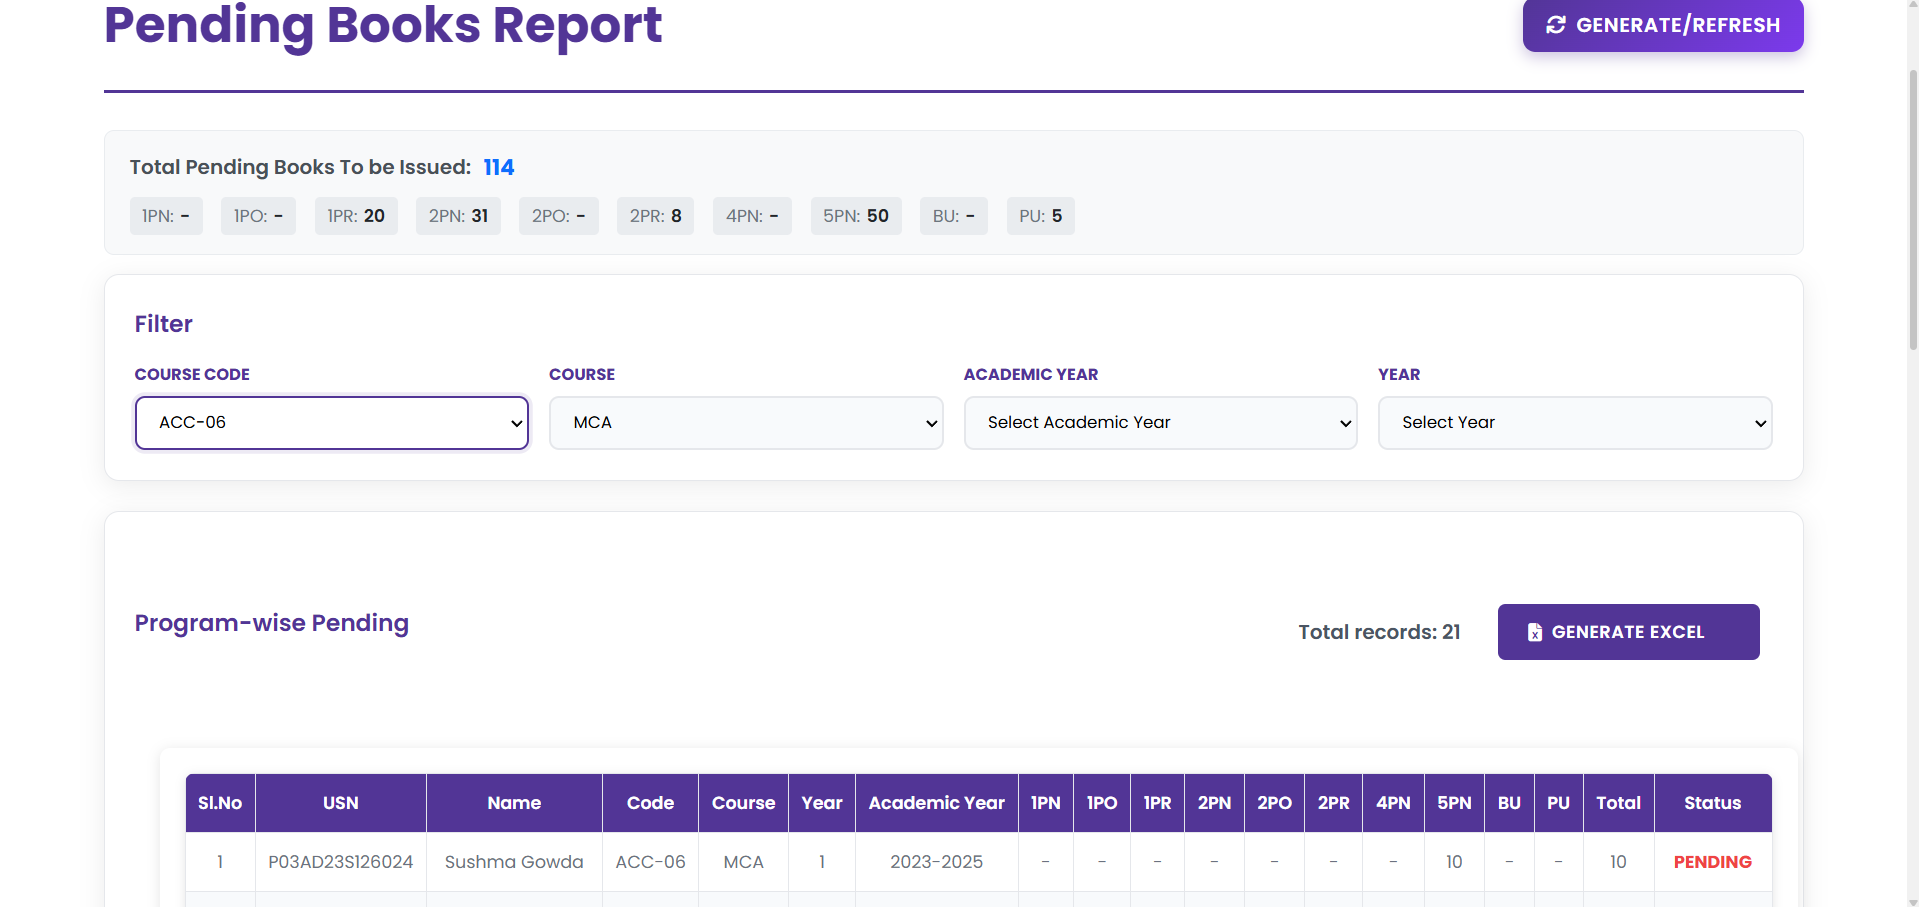 Pending Books Report
GENERATE/REFRESH
Total Pending Books To be Issued: 114
1PN: - 1PO: - 1PR: 20 2PN: 31 2PO: - 2PR: 8 4PN: - 5PN: 50 BU: - PU: 5
Filter
COURSE CODE COURSE ACADEMIC YEAR YEAR
ACC-06 MCA Select Academic Year Select Year
Program-wise Pending
Total records: 21
GENERATE EXCEL
Sl.No USN Name Code Course Year Academic Year 1PN 1PO 1PR 2PN 2PO 2PR 4PN 5PN BU PU Total Status
1 P03AD23S126024 Sushma Gowda ACC-06 MCA 1 2023-2025 - - - - - - - 10 - - 10 PENDING